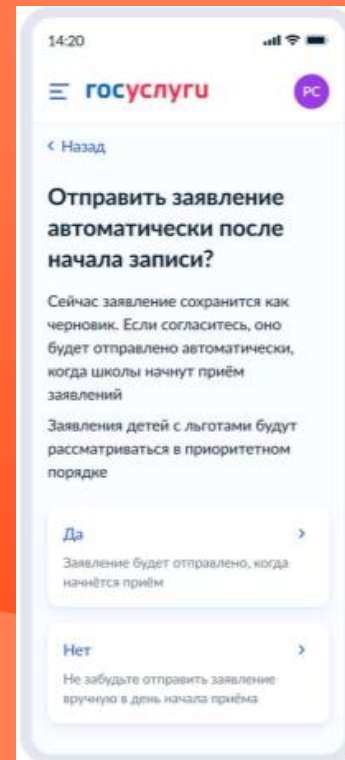 14:20
госуслуги
РС
Назад
Отправить заявление
автоматически после
начала записи?
Сейчас заявление сохранится как
черновик. Если согласитесь, оно
будет отправлено автоматически,
когда школы начнут приём
заявлений
Заявления детей с льготами будут
рассматриваться в приоритетном
порядке
Да
Заявление будет отправлено, когда
начнётся приём
Нет
Не забудьте отправить заявление
вручную в день начала приёма